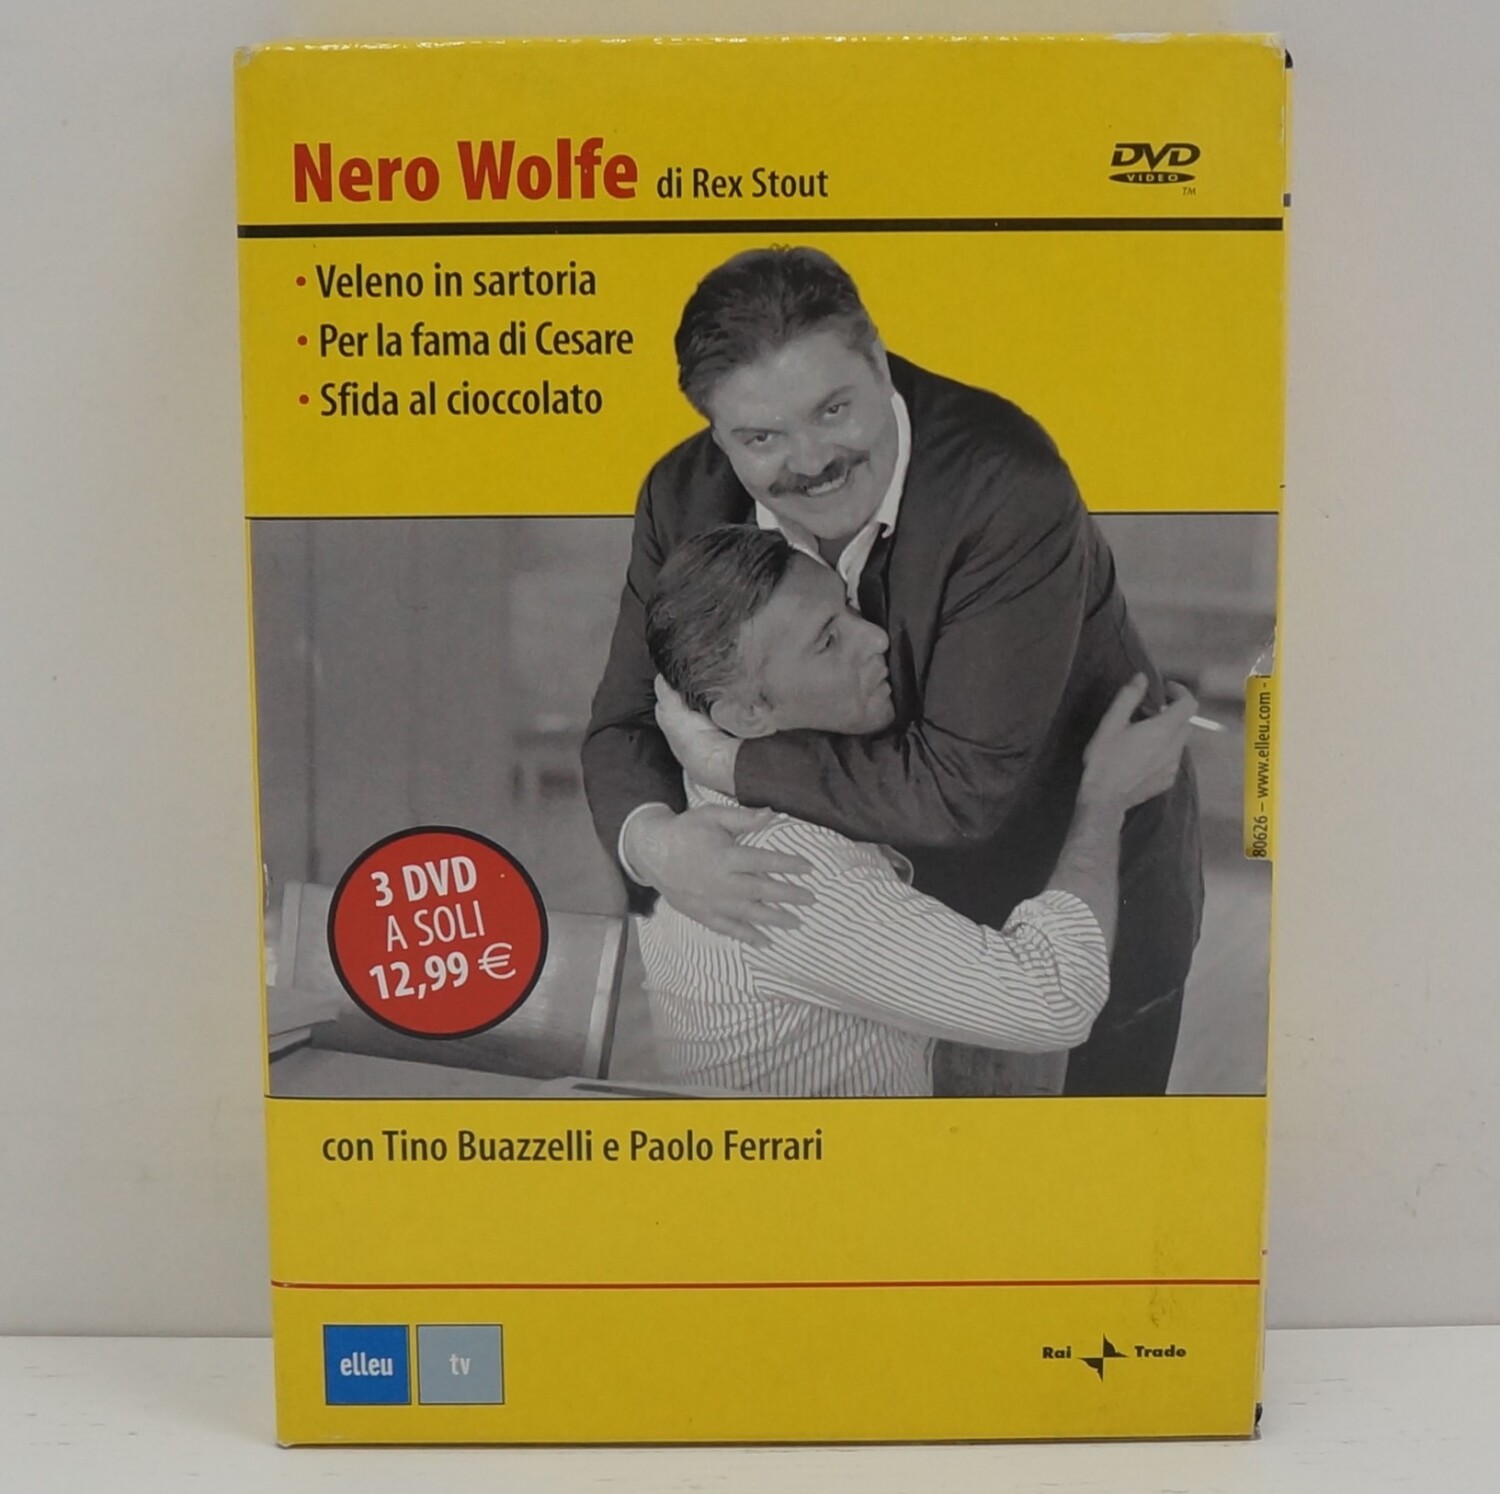 Nero Wolfe di Rex Stout
DVD
VIDEO
TM
• Veleno in sartoria
• Per la fama di Cesare
• Sfida al cioccolato
80626 – www.elleu.com -
3 DVD
A SOLI
12,99 €
con Tino Buazzelli e Paolo Ferrari
elleu tv
Rai Trade